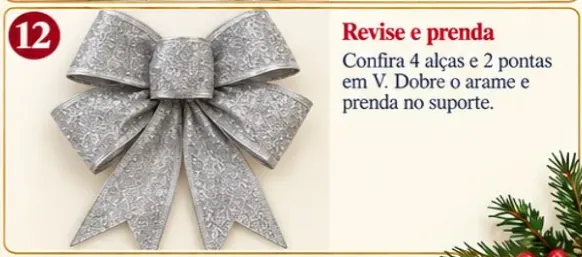 12
Revise e prenda
Confira 4 alças e 2 pontas
em V. Dobre o arame e
prenda no suporte.